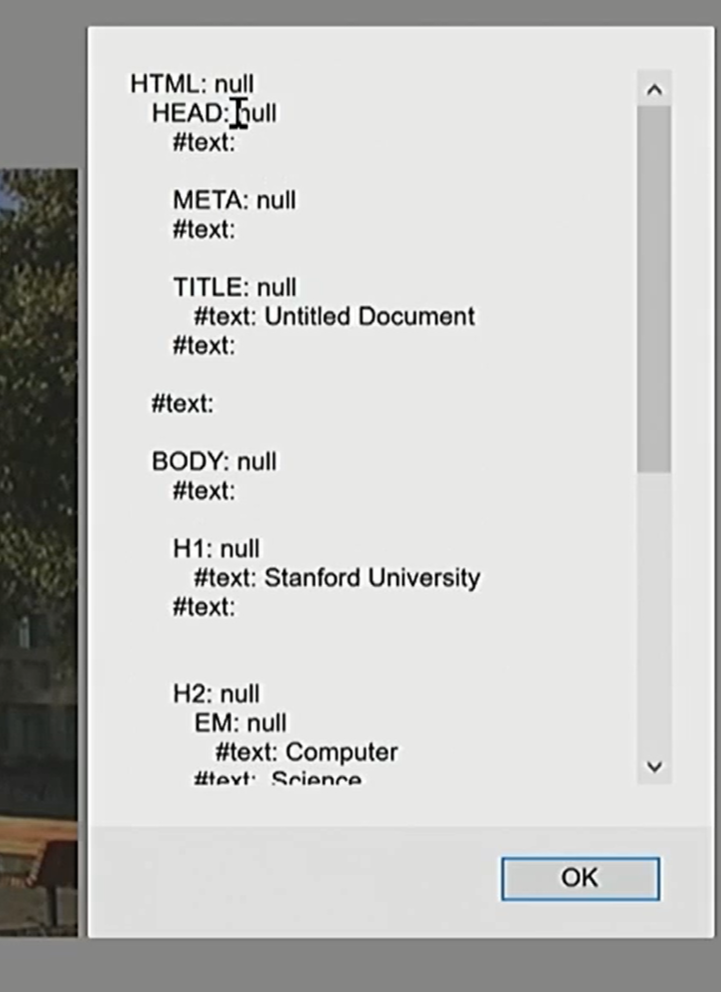 HTML: null
HEAD: null
#text:
META: null
#text:
TITLE: null
#text: Untitled Document
#text:
#text:
BODY: null
#text:
H1: null
#text: Stanford University
#text:
H2: null
EM: null
#text: Computer
#text: Science
OK